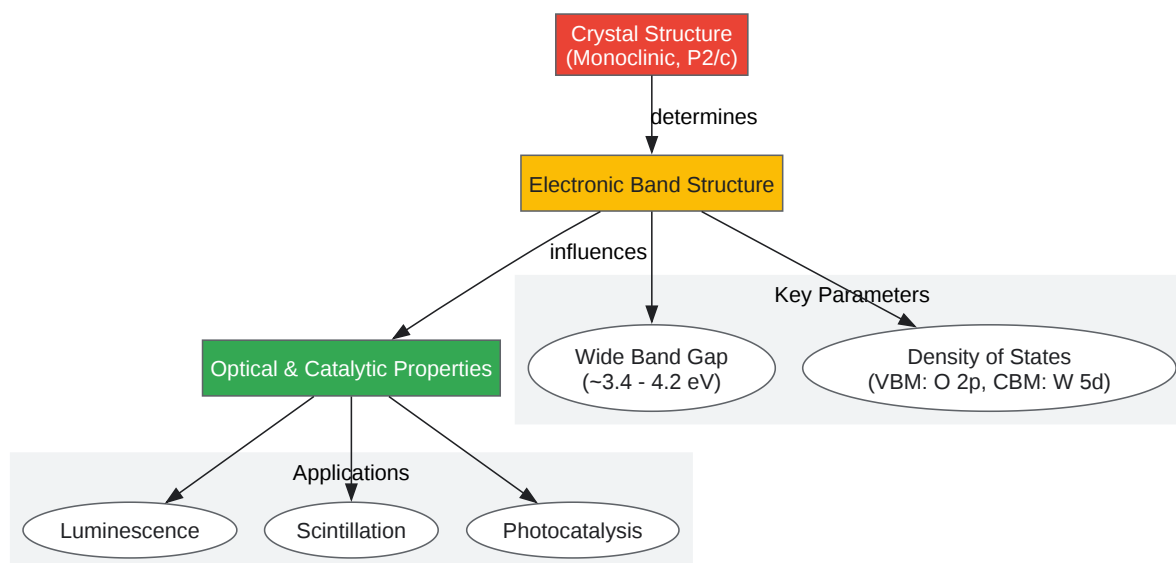 Crystal Structure
(Monoclinic, P2/c)
determines
Electronic Band Structure
influences
Key Parameters
Wide Band Gap
(~3.4 - 4.2 eV)
Density of States
(VBM: O 2p, CBM: W 5d)
Optical & Catalytic Properties
Applications
Luminescence
Scintillation
Photocatalysis